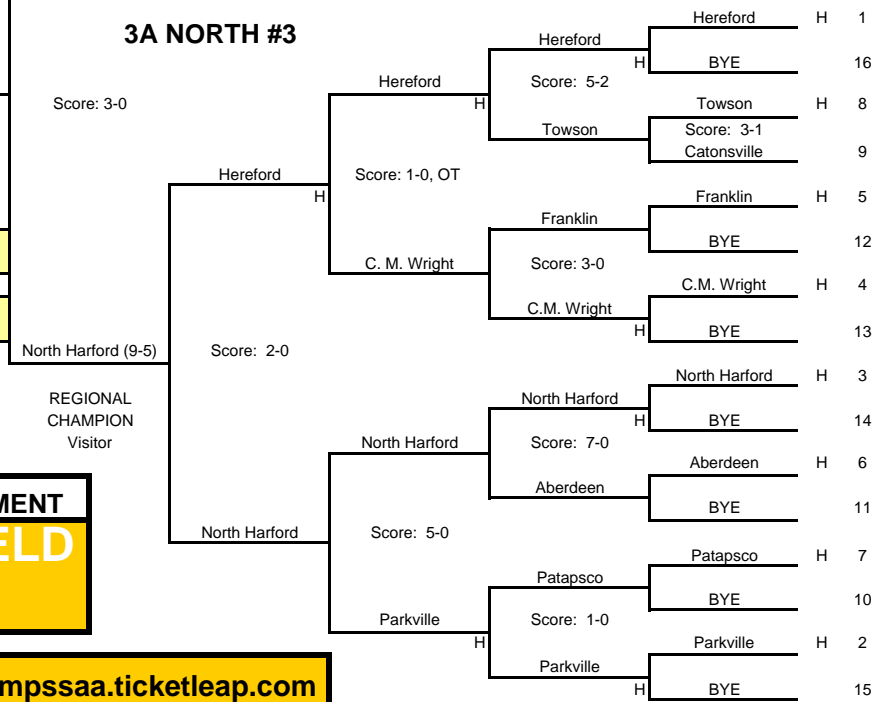 3A NORTH #3
Hereford H 1
Hereford
H BYE 16
Hereford
Score: 5-2
H
Score: 3-0
Towson H 8
Towson
Score: 3-1
Catonsville 9
Hereford
H
Score: 1-0, OT
Franklin H 5
Franklin
BYE 12
C. M. Wright
Score: 3-0
C.M. Wright H 4
C.M. Wright
H BYE 13
North Harford (9-5)
Score: 2-0
REGIONAL
CHAMPION
Visitor
North Harford H 3
North Harford
H BYE 14
North Harford
Score: 7-0
Aberdeen H 6
Aberdeen
BYE 11
North Harford
Score: 5-0
Patapsco H 7
Patapsco
BYE 10
Parkville
H
Score: 1-0
Parkville H 2
Parkville
H BYE 15
MENT
ELD
mpssaa.ticketleap.com